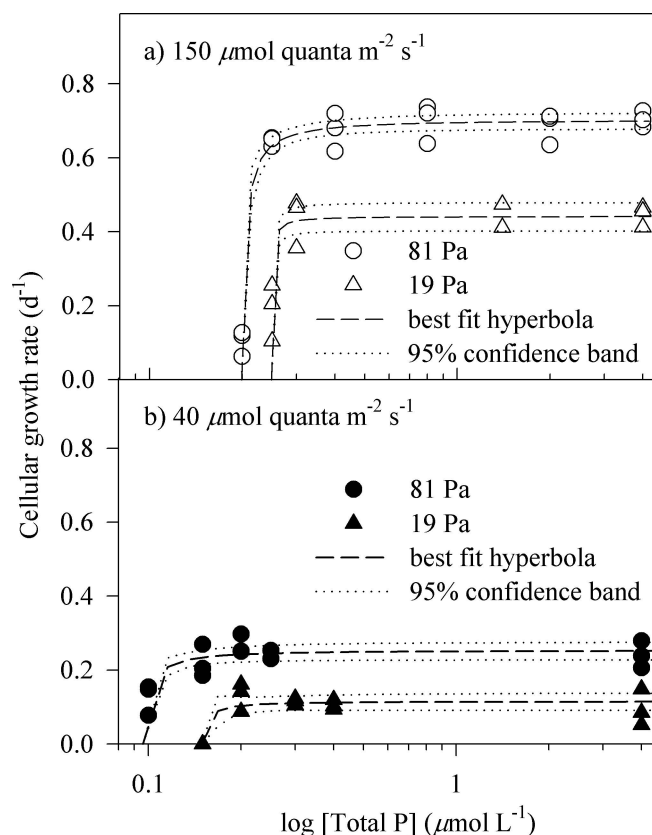 a) 150 μmol quanta m-2 s-1
0.8
0.6
0.4
0.2
0.0
81 Pa
19 Pa
best fit hyperbola
95% confidence band
Cellular growth rate (d-1)
b) 40 μmol quanta m-2 s-1
0.8
0.6
0.4
0.2
0.0
81 Pa
19 Pa
best fit hyperbola
95% confidence band
0.1
1
log [Total P] (μmol L-1)